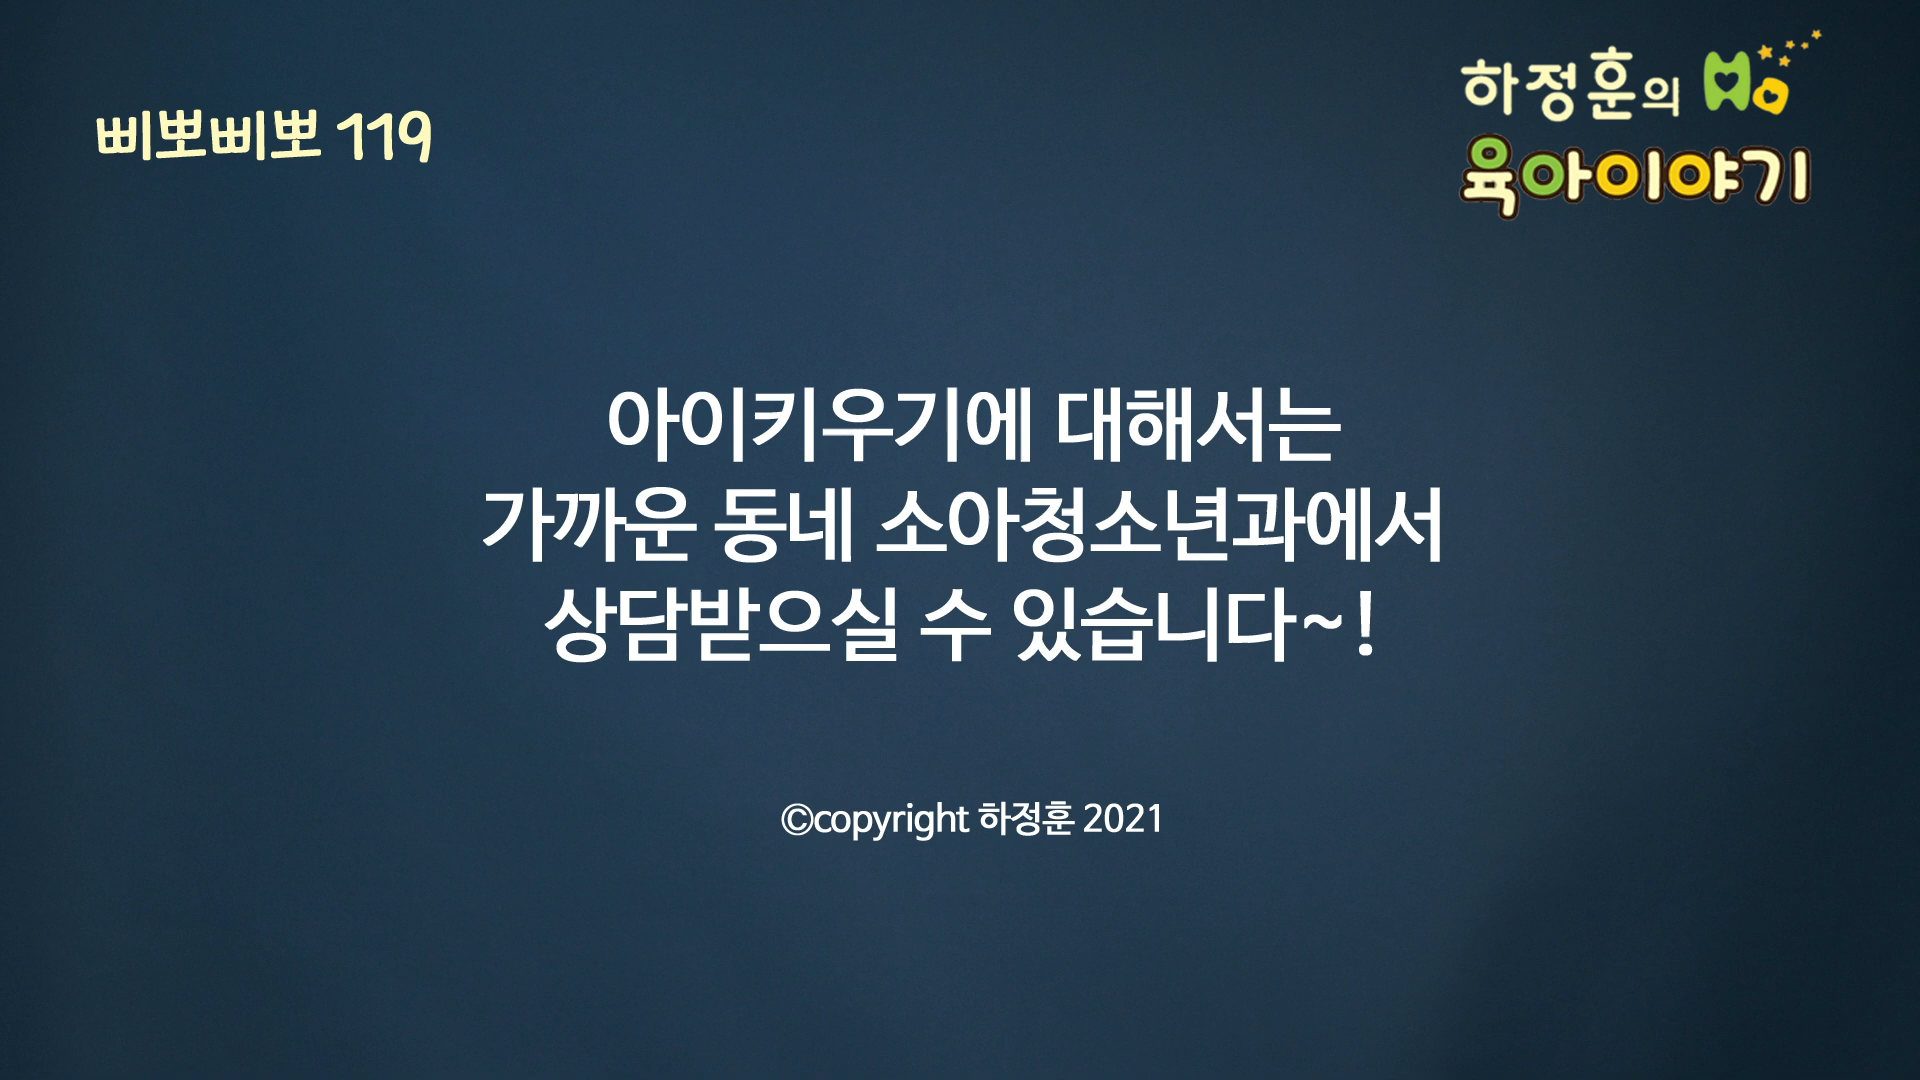 삐뽀삐뽀 119
하정훈의
육아이야기
아이키우기에 대해서는
가까운 동네 소아청소년과에서
상담받으실 수 있습니다~!
©copyright 하정훈 2021